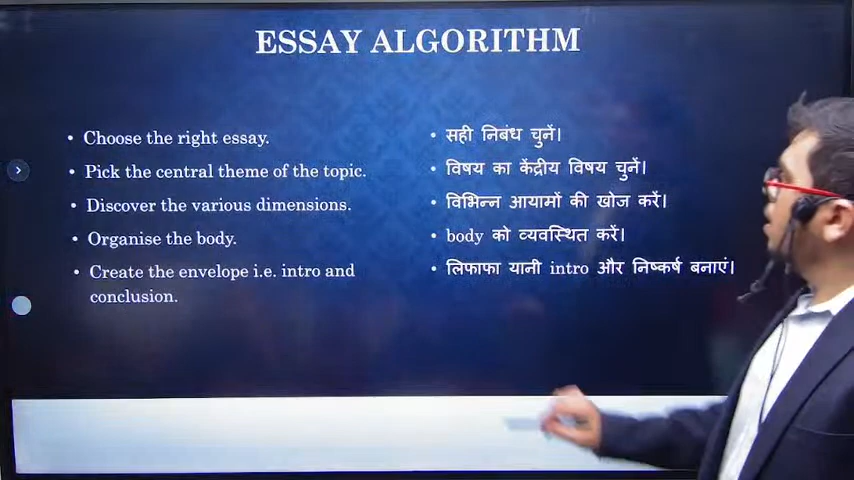 ESSAY ALGORITHM
• Choose the right essay.
• Pick the central theme of the topic.
• Discover the various dimensions.
• Organise the body.
• Create the envelope i.e. intro and
conclusion.
• सही निबंध चुनें।
• विषय का केंद्रीय विषय चुनें।
• विभिन्न आयामों की खोज करें।
• body को व्यवस्थित करें।
• लिफाफा यानी intro और निष्कर्ष बनाएं।